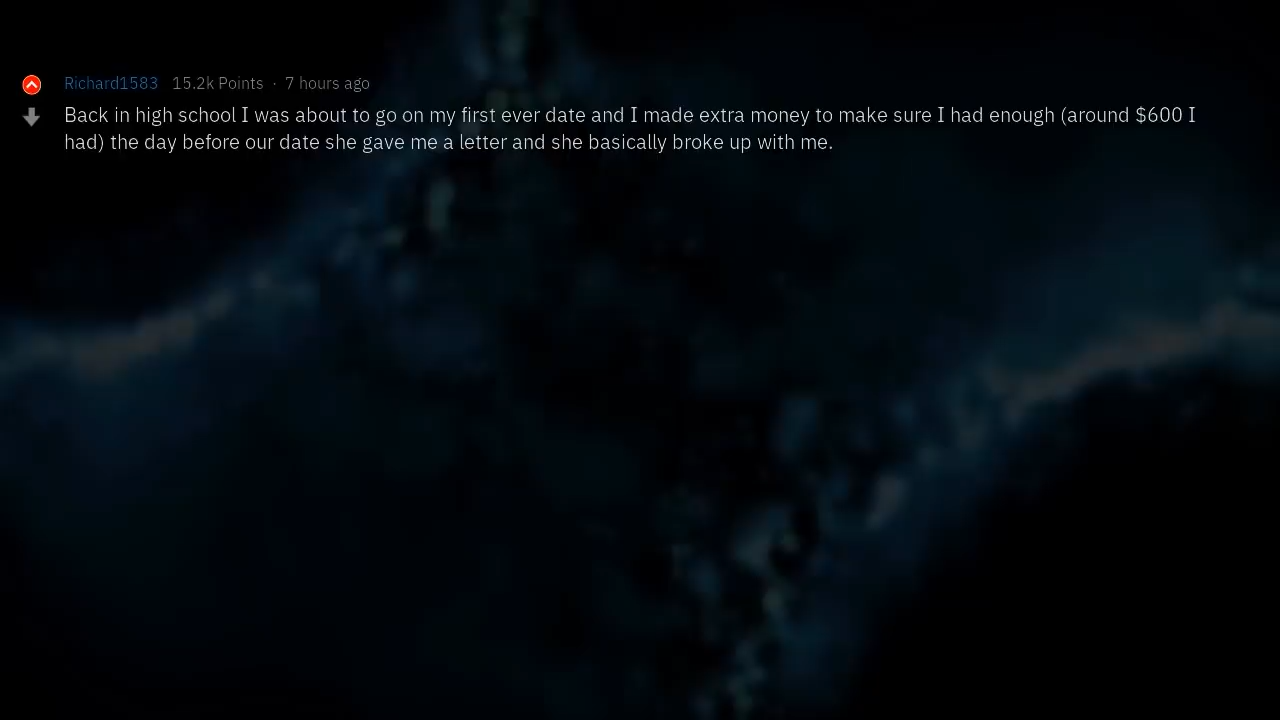 Richard1583 15.2k Points · 7 hours ago
Back in high school I was about to go on my first ever date and I made extra money to make sure I had enough (around $600 I
had) the day before our date she gave me a letter and she basically broke up with me.